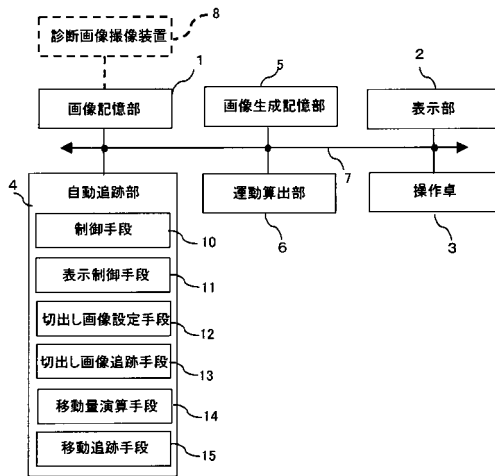 診断画像撮像装置
8
1
5
2
画像記憶部
画像生成記憶部
表示部
7
4
自動追跡部
運動算出部
操作卓
6
3
制御手段
10
表示制御手段
11
切出し画像設定手段
12
切出し画像追跡手段
13
移動量演算手段
14
移動追跡手段
15